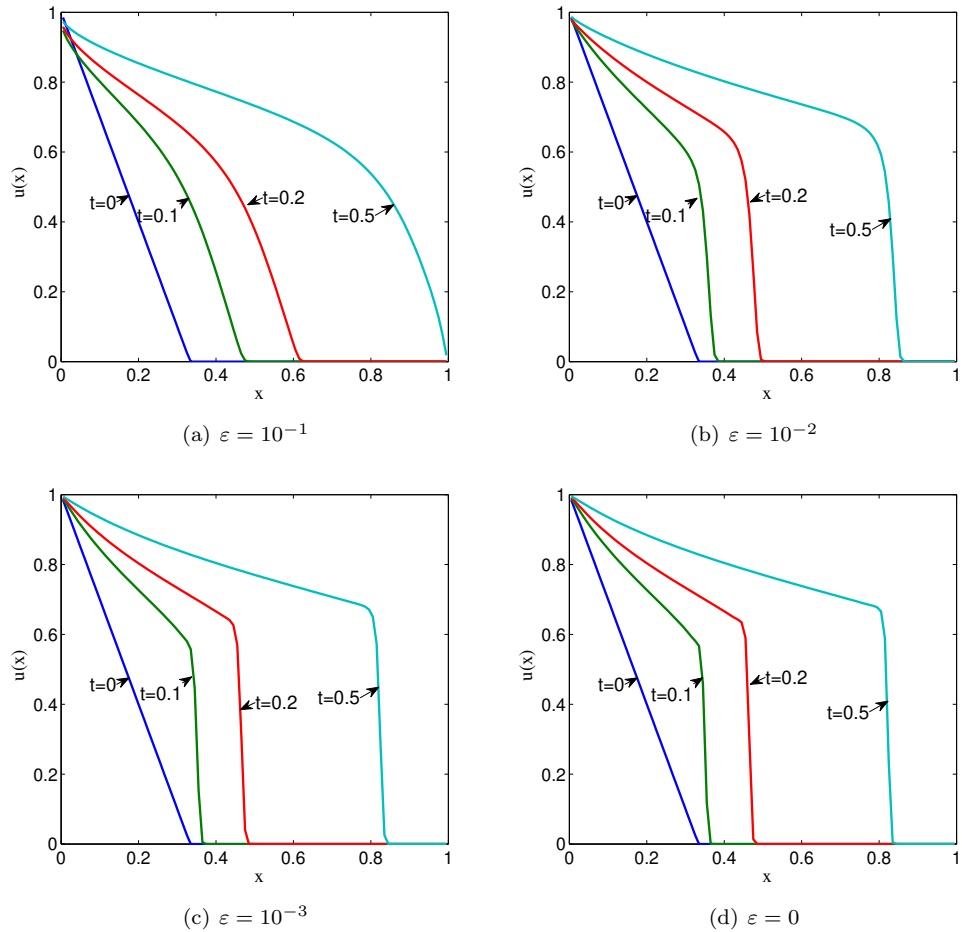 1
0.8
0.6
0.4
0.2
0
u(x)
t=0
t=0.1
t=0.2
t=0.5
0
0.2
0.4
0.6
0.8
1
x
(a) ε = 10⁻¹
1
0.8
0.6
0.4
0.2
0
u(x)
t=0
t=0.1
t=0.2
t=0.5
0
0.2
0.4
0.6
0.8
1
x
(b) ε = 10⁻²
1
0.8
0.6
0.4
0.2
0
u(x)
t=0
t=0.1
t=0.2
t=0.5
0
0.2
0.4
0.6
0.8
1
x
(c) ε = 10⁻³
1
0.8
0.6
0.4
0.2
0
u(x)
t=0
t=0.1
t=0.2
t=0.5
0
0.2
0.4
0.6
0.8
1
x
(d) ε = 0